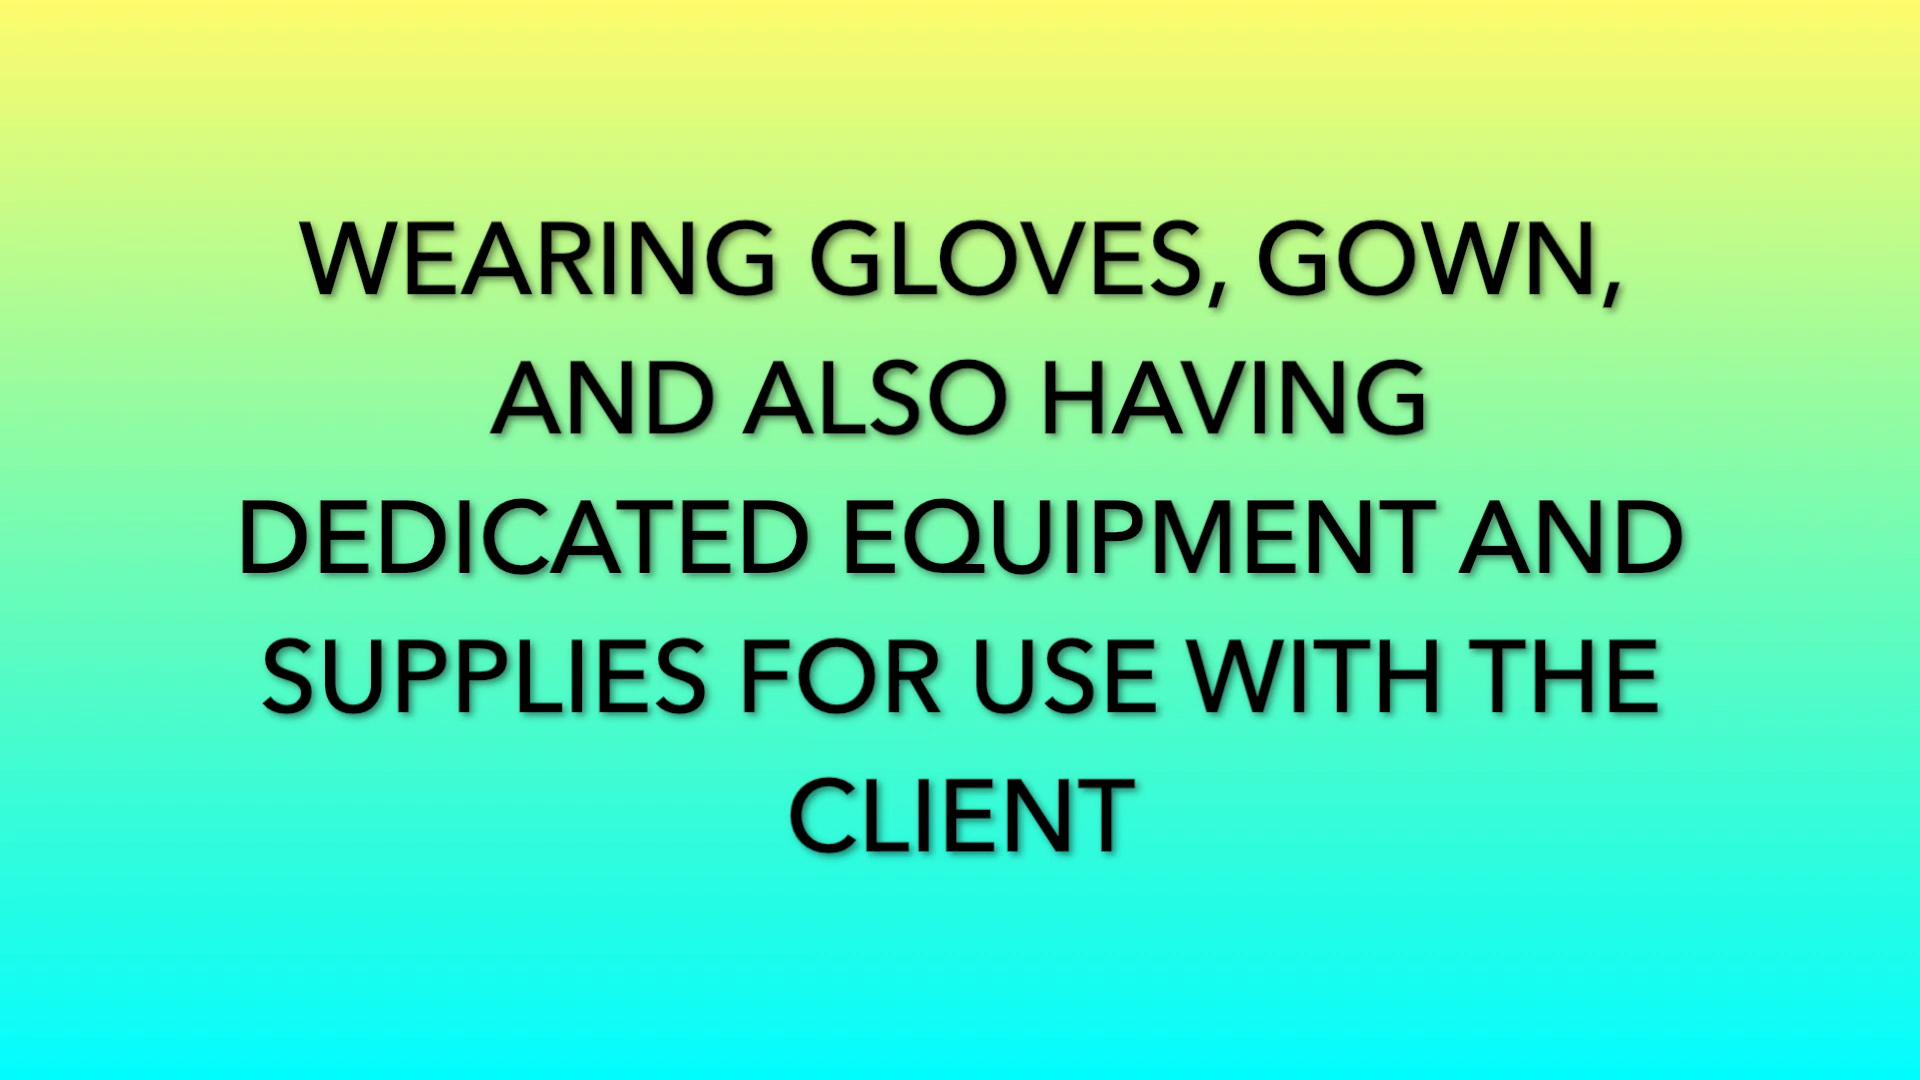 WEARING GLOVES, GOWN,
AND ALSO HAVING
DEDICATED EQUIPMENT AND
SUPPLIES FOR USE WITH THE
CLIENT